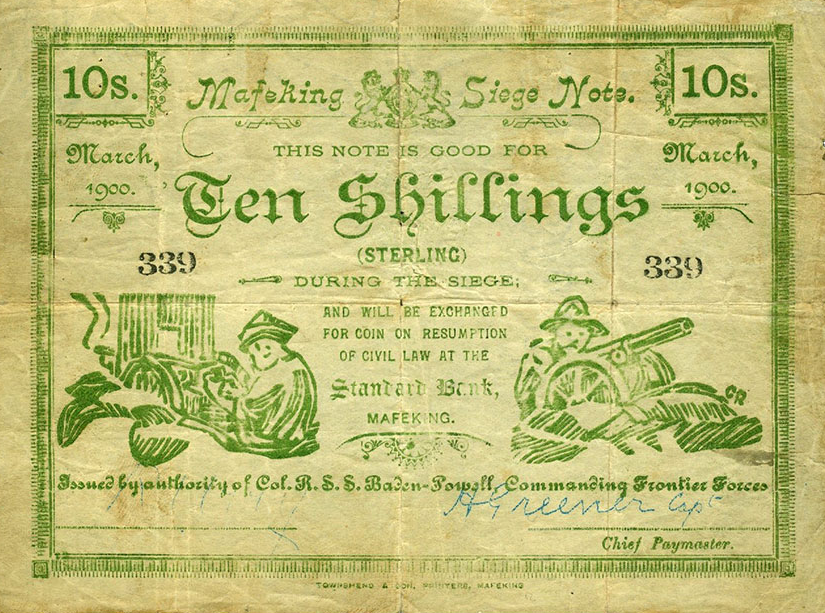 10s. Mafeking Siege Note. 10s.
March, 1900.
THIS NOTE IS GOOD FOR
March, 1900.
Ten Shillings
(STERLING)
339
339
DURING THE SIEGE;
AND WILL BE EXCHANGED
FOR COIN ON RESUMPTION
OF CIVIL LAW AT THE
Standard Bank,
MAFEKING.
CR
Issued by authority of Col. R. S. S. Baden-Powell, Commanding Frontier Forces
H Greener Capt
Chief Paymaster.
TOWNSHEND & SON, PRINTERS, MAFEKING